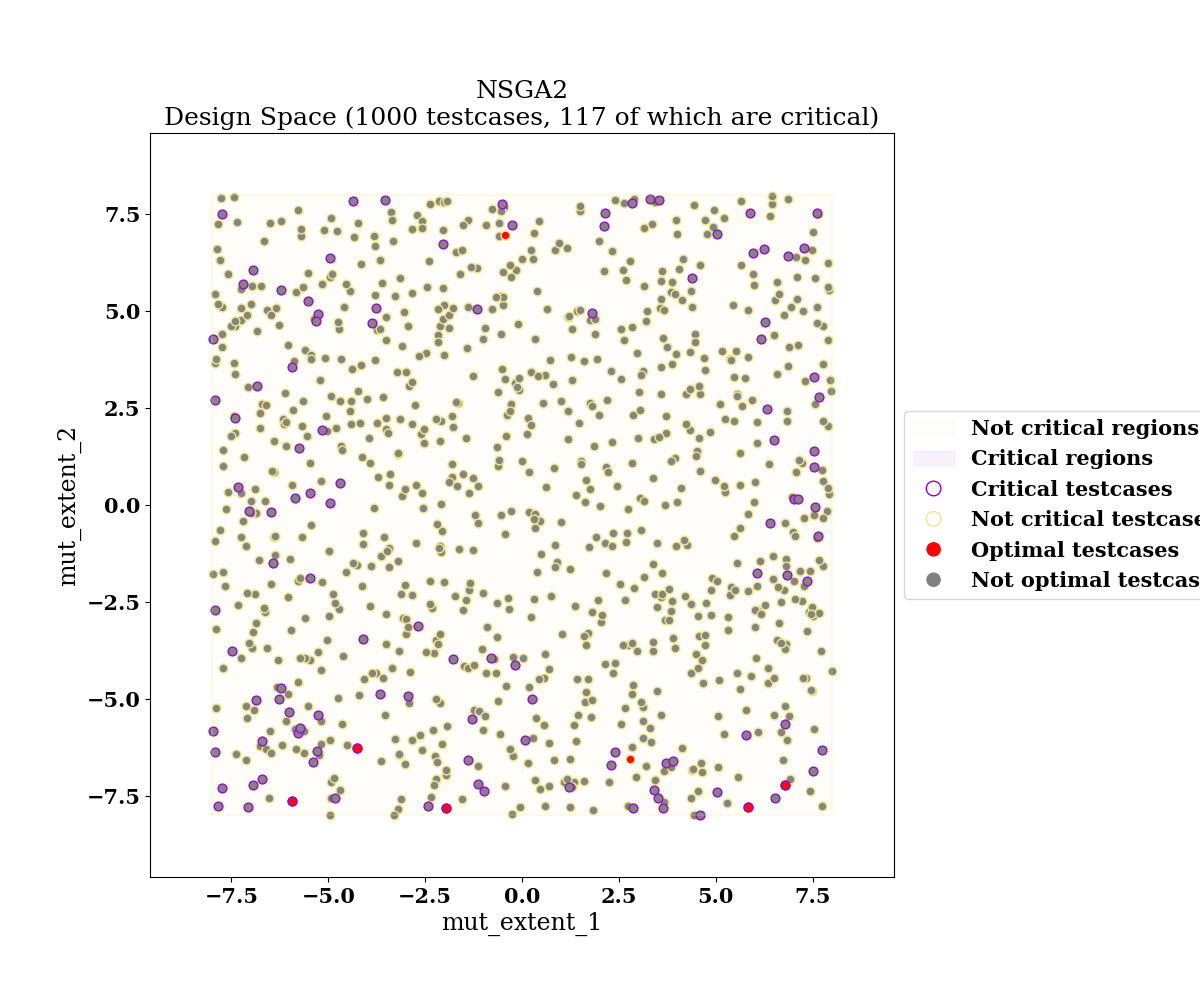 NSGA2
Design Space (1000 testcases, 117 of which are critical)
mut_extent_2
7.5
5.0
2.5
0.0
−2.5
−5.0
−7.5
−7.5
−5.0
−2.5
0.0
2.5
5.0
7.5
mut_extent_1
Not critical regions
Critical regions
Critical testcases
Not critical testcase
Optimal testcases
Not optimal testcas